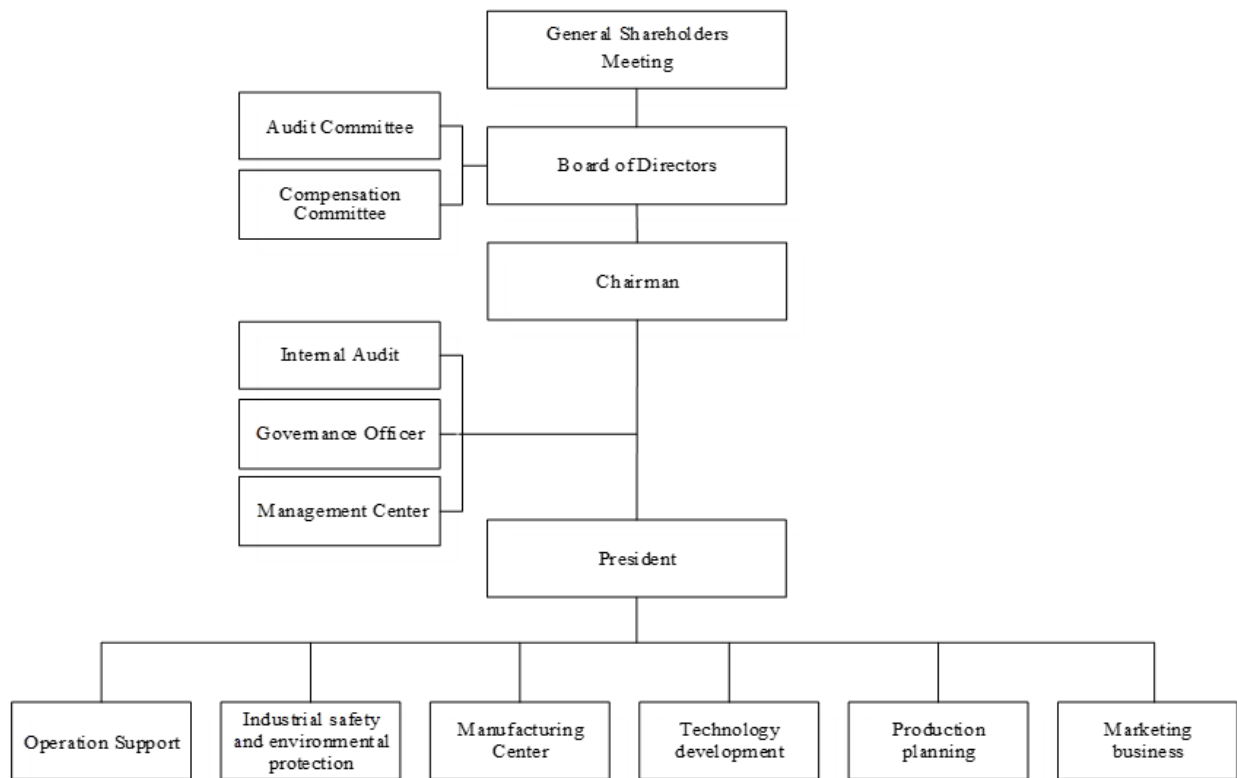 General Shareholders
Meeting
Audit Committee
Board of Directors
Compensation
Committee
Chairman
Internal Audit
Governance Officer
Management Center
President
Operation Support
Industrial safety
and environmental
protection
Manufacturing
Center
Technology
development
Production
planning
Marketing
business